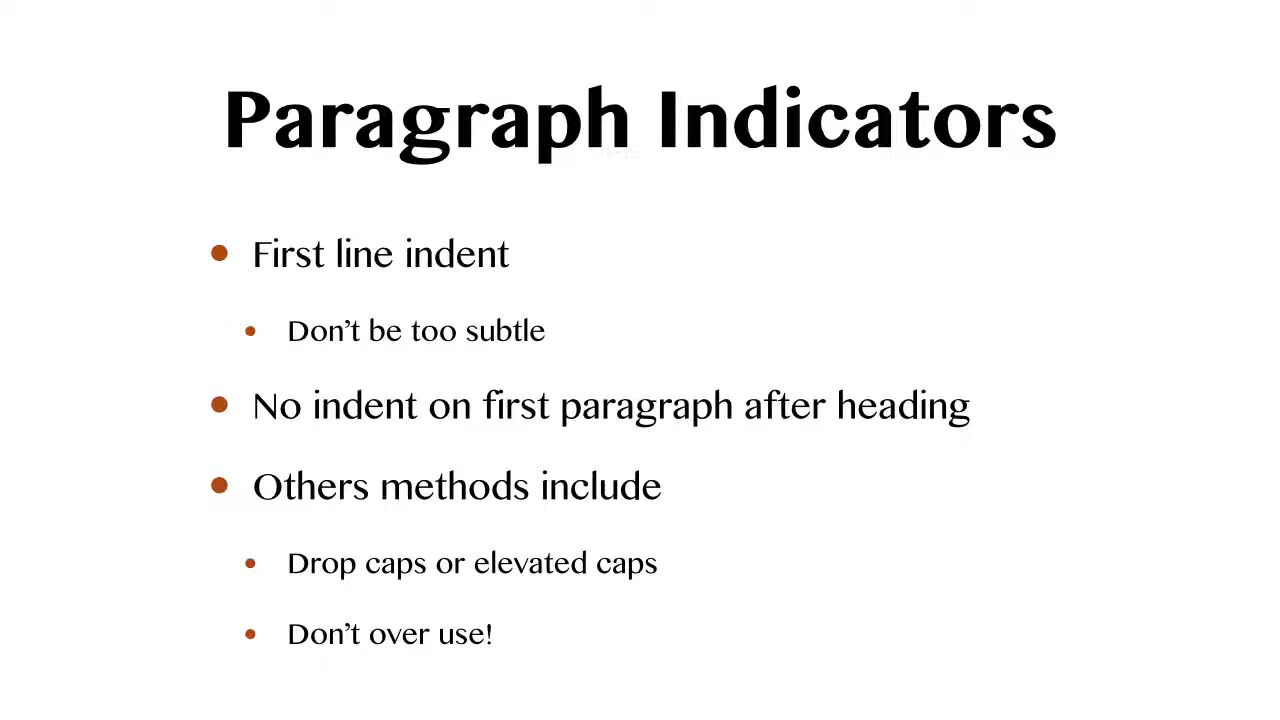 Paragraph Indicators
• First line indent
• Don’t be too subtle
• No indent on first paragraph after heading
• Others methods include
• Drop caps or elevated caps
• Don’t over use!